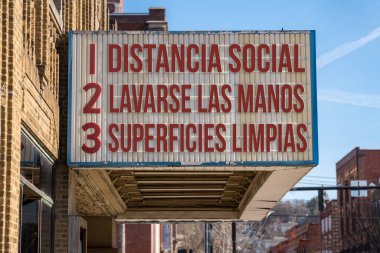 1 DISTANCIA SOCIAL
2 LAVARSE LAS MANOS
3 SUPERFICIES LIMPIAS